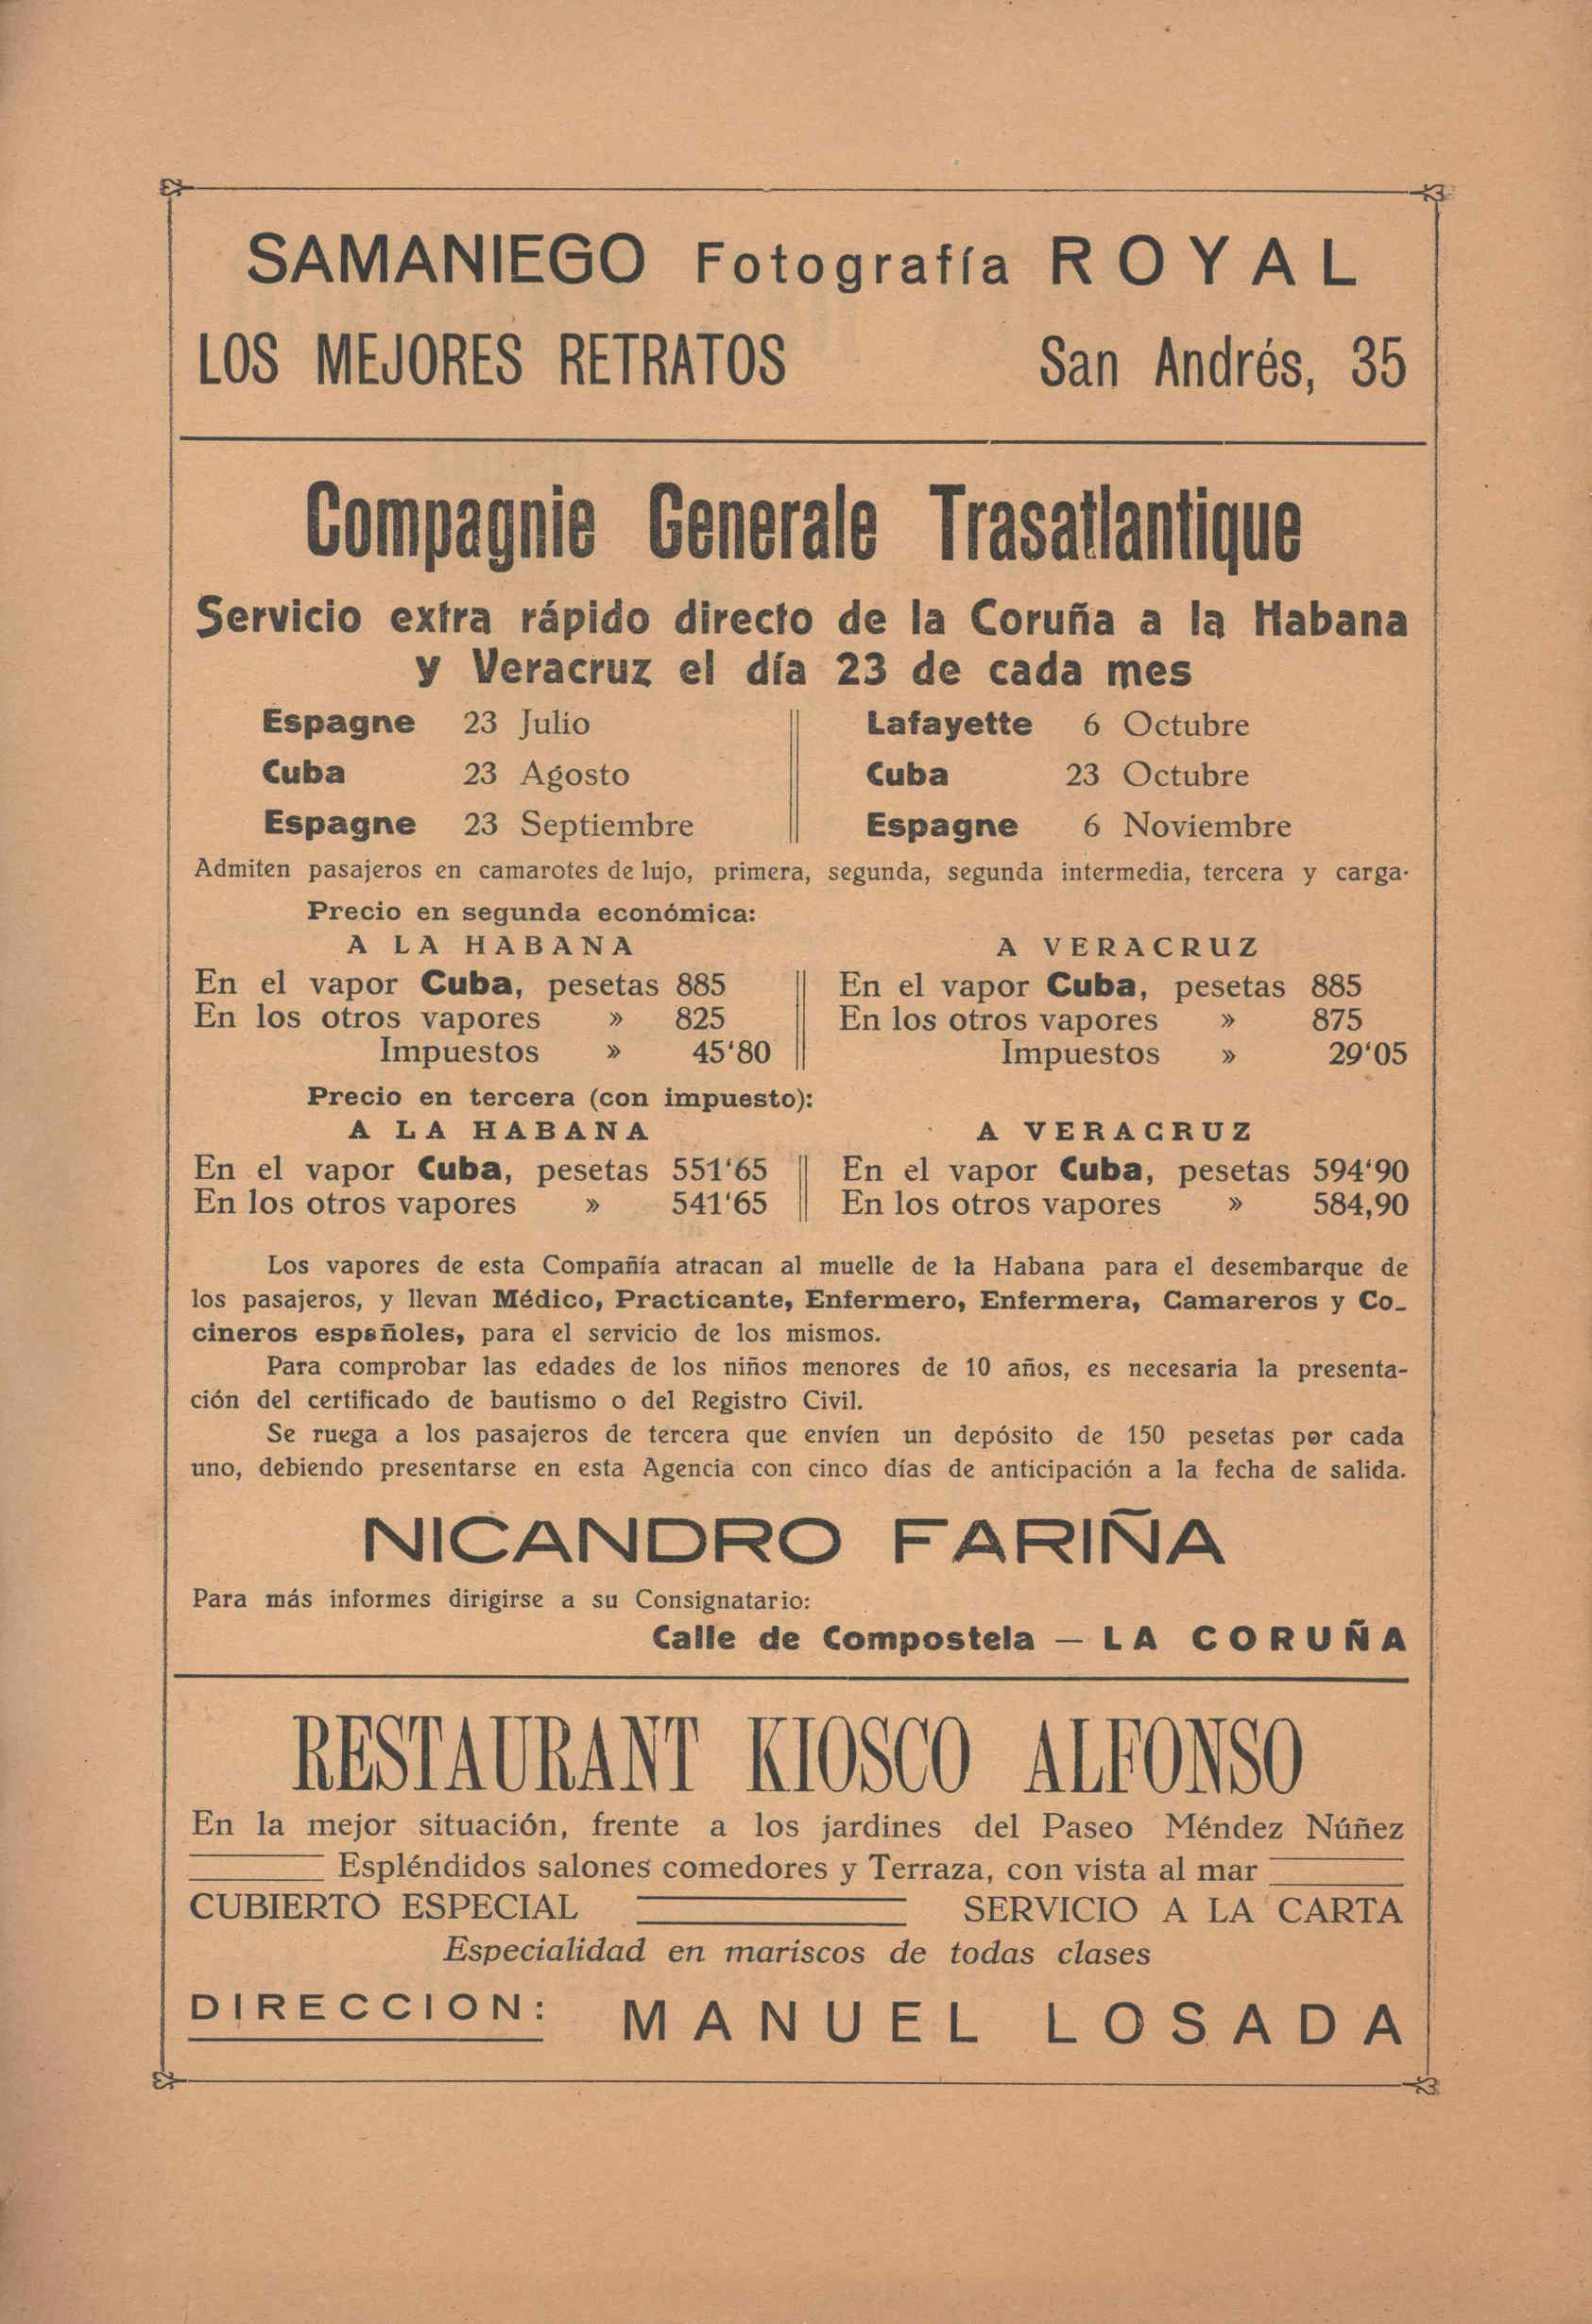 SAMANIEGO Fotografía ROYAL
LOS MEJORES RETRATOS San Andrés, 35
Compagnie Generale Trasatlantique
Servicio extra rápido directo de la Coruña a la Habana
y Veracruz el día 23 de cada mes
Espagne 23 Julio
Cuba 23 Agosto
Espagne 23 Septiembre
Lafayette 6 Octubre
Cuba 23 Octubre
Espagne 6 Noviembre
Admiten pasajeros en camarotes de lujo, primera, segunda, segunda intermedia, tercera y carga.
Precio en segunda económica:
A LA HABANA
En el vapor Cuba, pesetas 885
En los otros vapores » 825
Impuestos » 45‘80
A VERACRUZ
En el vapor Cuba, pesetas 885
En los otros vapores » 875
Impuestos » 29‘05
Precio en tercera (con impuesto):
A LA HABANA
En el vapor Cuba, pesetas 551‘65
En los otros vapores » 541‘65
A VERACRUZ
En el vapor Cuba, pesetas 594‘90
En los otros vapores » 584,90
Los vapores de esta Compañía atracan al muelle de la Habana para el desembarque de
los pasajeros, y llevan Médico, Practicante, Enfermero, Enfermera, Camareros y Co-
cineros españoles, para el servicio de los mismos.
Para comprobar las edades de los niños menores de 10 años, es necesaria la presenta-
ción del certificado de bautismo o del Registro Civil.
Se ruega a los pasajeros de tercera que envíen un depósito de 150 pesetas por cada
uno, debiendo presentarse en esta Agencia con cinco días de anticipación a la fecha de salida.
NICANDRO FARIÑA
Para más informes dirigirse a su Consignatario:
Calle de Compostela — LA CORUÑA
RESTAURANT KIOSCO ALFONSO
En la mejor situación, frente a los jardines del Paseo Méndez Núñez
Espléndidos salones comedores y Terraza, con vista al mar
CUBIERTO ESPECIAL SERVICIO A LA CARTA
Especialidad en mariscos de todas clases
DIRECCION: MANUEL LOSADA